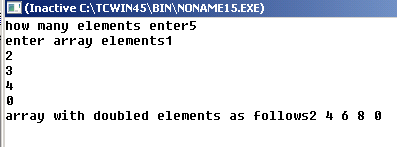 (Inactive C:\TCWIN45\BIN\NONAME15.EXE)
how many elements enter5
enter array elements1
2
3
4
0
array with doubled elements as follows2 4 6 8 0